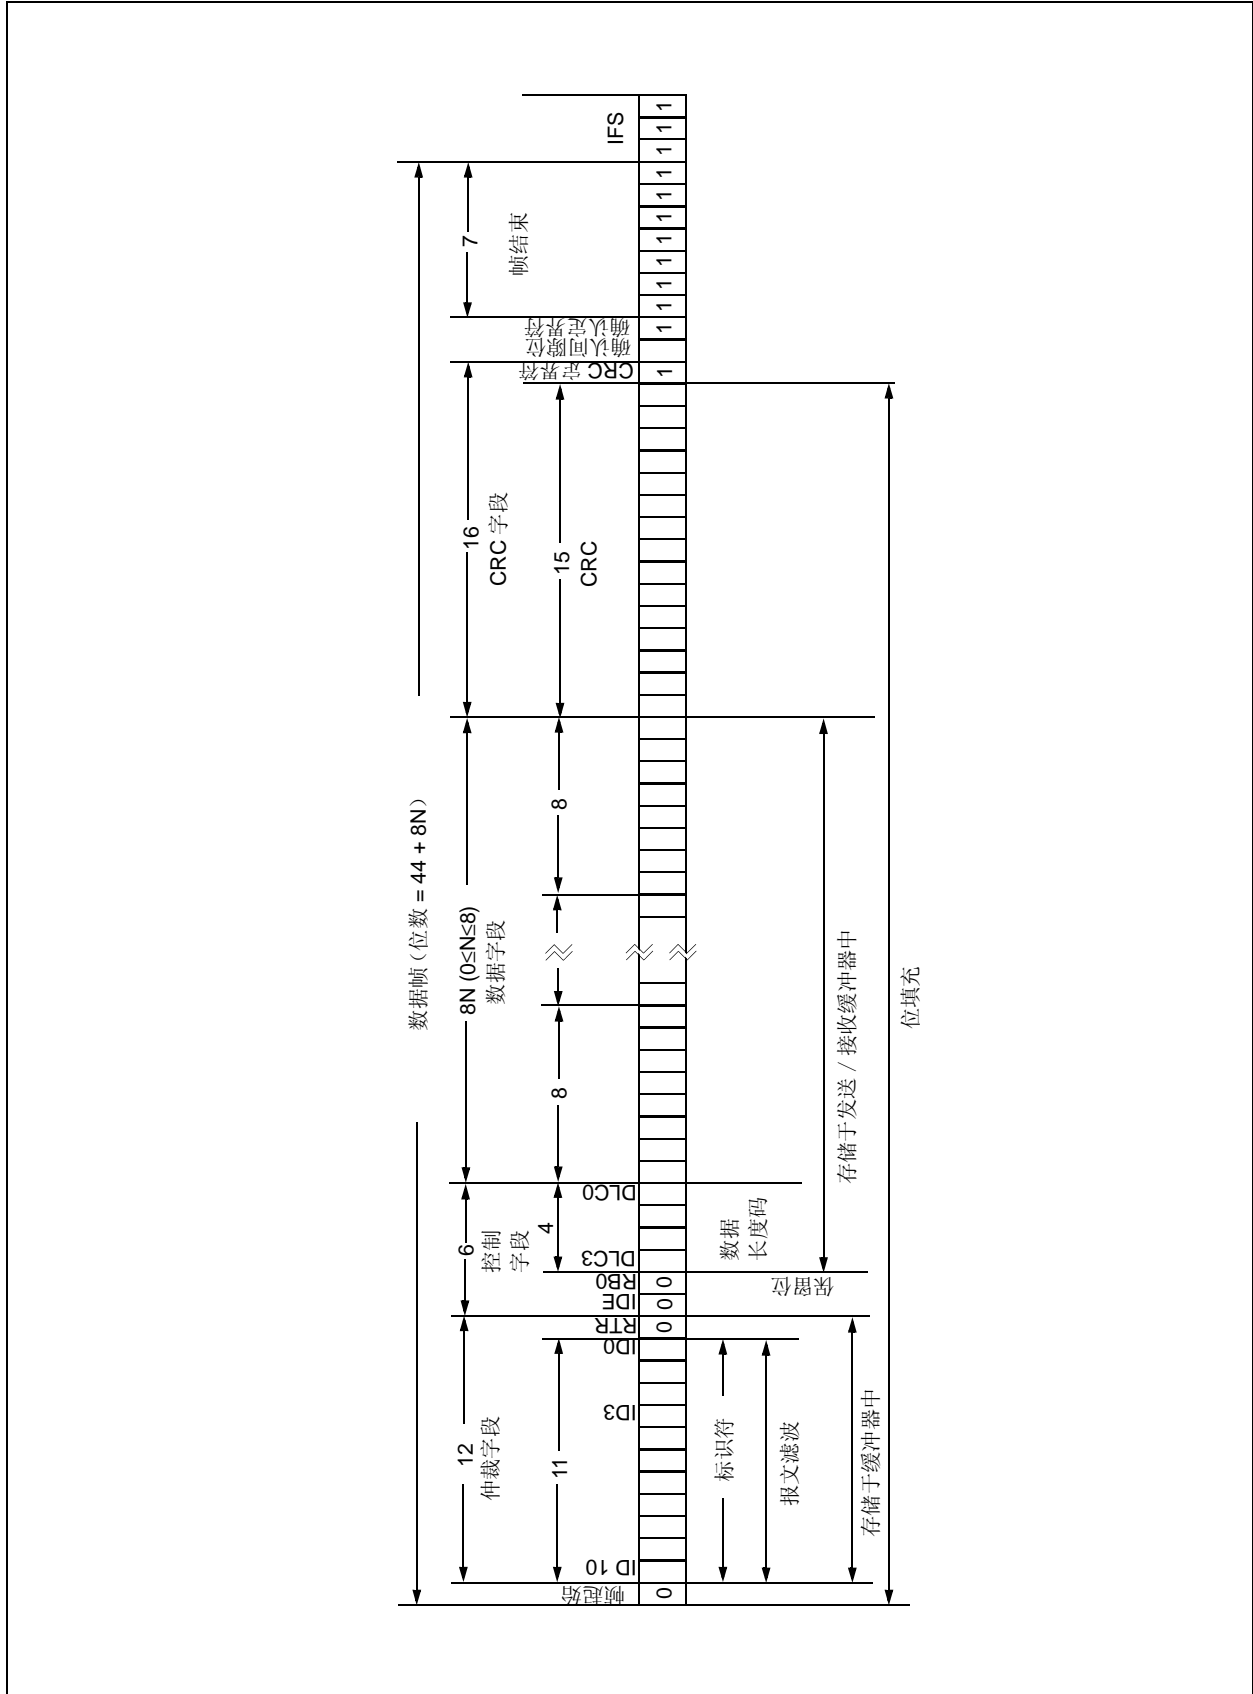 数据帧（位数 = 44 + 8N）
12
仲裁字段
6
控制
字段
8N (0≤N≤8)
数据字段
16
CRC 字段
7
帧结束
11
4
8
8
15
CRC
IFS
帧起始
ID 10
ID3
ID0
RTR
IDE
RB0
DLC3
DLC0
CRC 定界符
确认间隙位
确认定界符
0
0
0
0
1
1
1
1
1
1
1
1
1
1
1
1
标识符
报文滤波
存储于缓冲器中
保留位
数据
长度码
存储于发送 / 接收缓冲器中
位填充